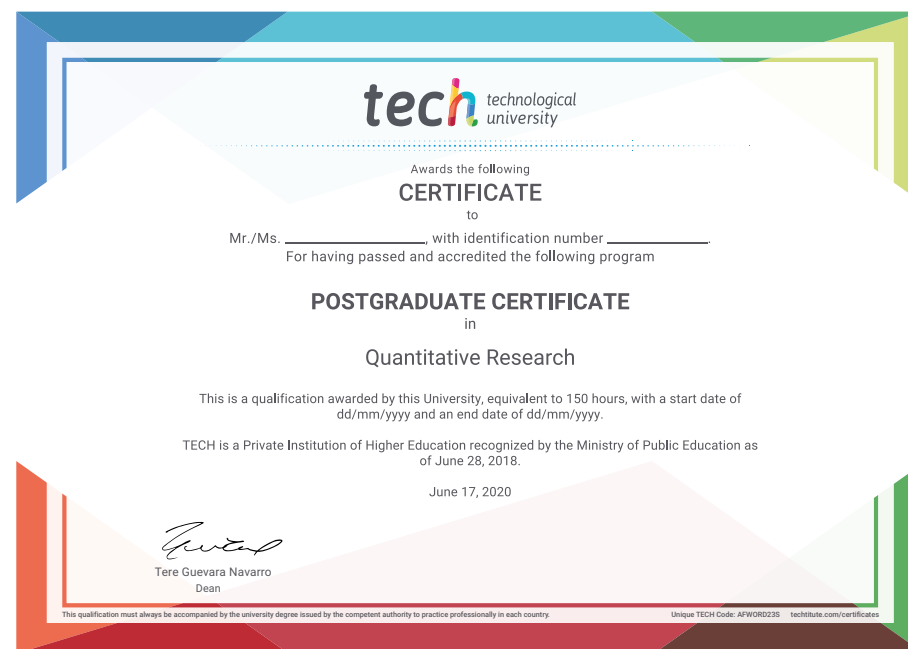 tech technological
university
Awards the following
CERTIFICATE
to
Mr./Ms. ____________________, with identification number ______________.
For having passed and accredited the following program
POSTGRADUATE CERTIFICATE
in
Quantitative Research
This is a qualification awarded by this University, equivalent to 150 hours, with a start date of
dd/mm/yyyy and an end date of dd/mm/yyyy.
TECH is a Private Institution of Higher Education recognized by the Ministry of Public Education as
of June 28, 2018.
June 17, 2020
Tere Guevara Navarro
Dean
This qualification must always be accompanied by the university degree issued by the competent authority to practice professionally in each country. Unique TECH Code: AFWORD23S techtitute.com/certificates